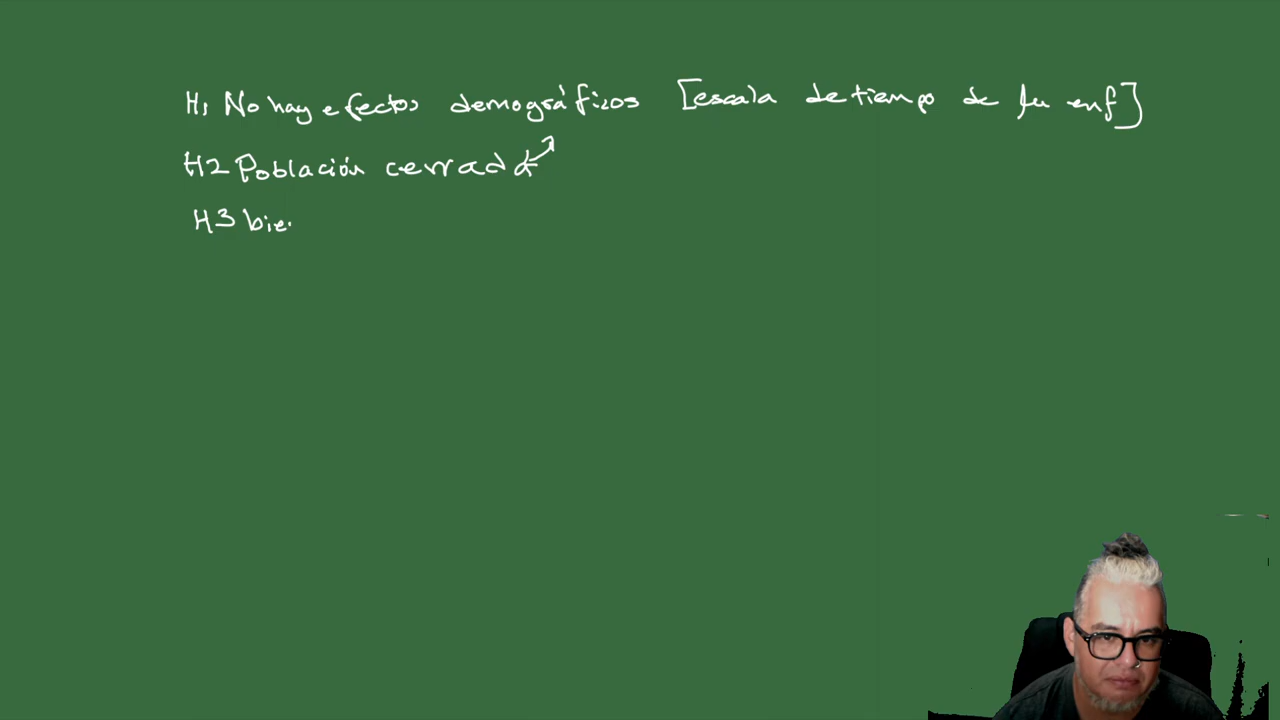 H1 No hay efectos demográficos [escala de tiempo de la enf]
H2 Población cerrada
H3 bie